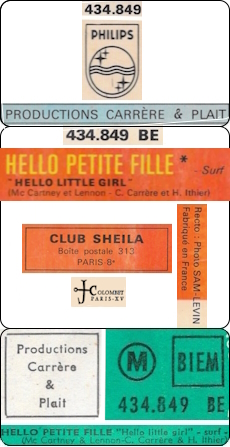 434.849
PHILIPS
PRODUCTIONS CARRÈRE & PLAIT
434.849 BE
HELLO PETITE FILLE * - Surf
"HELLO LITTLE GIRL"
(Mc Cartney et Lennon - C. Carrère et H. Ithier)
CLUB SHEILA
Boîte postale 313
PARIS-8e
Recto : Photo SAM-LEVIN
Fabriqué en France
J COLOMBET
PARIS-XV
Productions
Carrère
&
Plait
M BIEM
434.849 BE
HELLO PETITE FILLE "Hello little girl" - surf -
(Mc Cartney & Lennon-C. Carrère & H. Ithier)